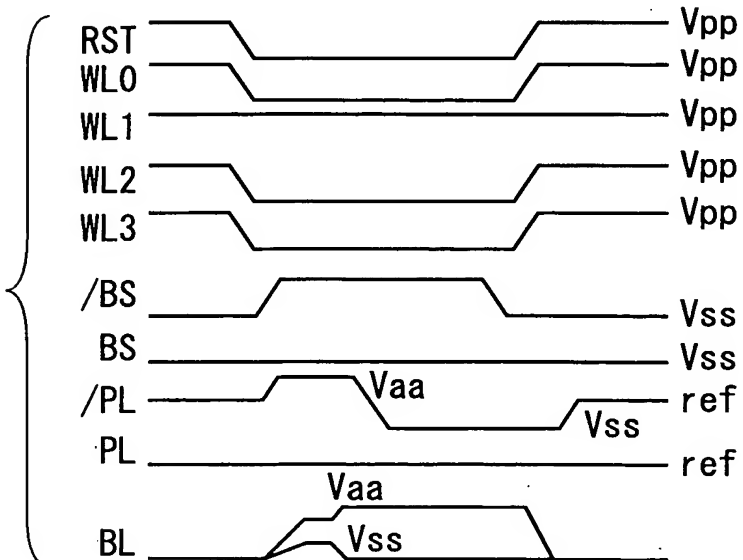 RST Vpp
WL0 Vpp
WL1 Vpp
WL2 Vpp
WL3 Vpp
/BS Vss
BS Vss
/PL Vaa Vss ref
PL ref
Vaa
BL Vss